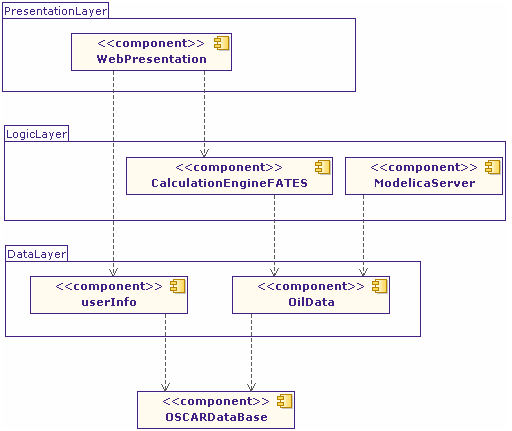 PresentationLayer
<<component>>
WebPresentation
LogicLayer
<<component>>
CalculationEngineFATES
<<component>>
ModelicaServer
DataLayer
<<component>>
userInfo
<<component>>
OilData
<<component>>
OSCARDataBase